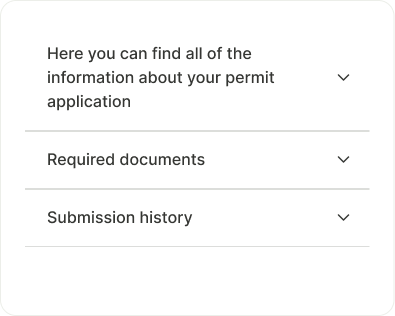 Here you can find all of the
information about your permit
application
Required documents
Submission history